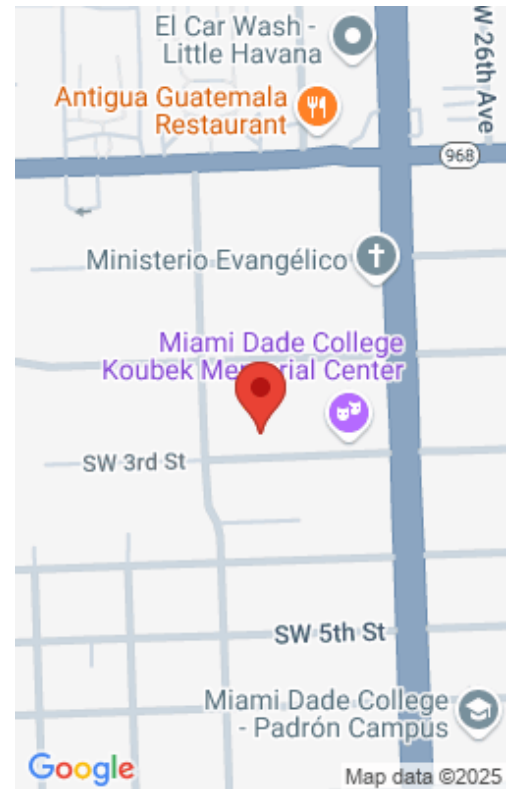 El Car Wash -
Little Havana
W 26th Ave
Antigua Guatemala
Restaurant
968
Ministerio Evangélico
Miami Dade College
Koubek Memorial Center
SW 3rd St
SW 5th St
Miami Dade College
- Padrón Campus
Google
Map data ©2025